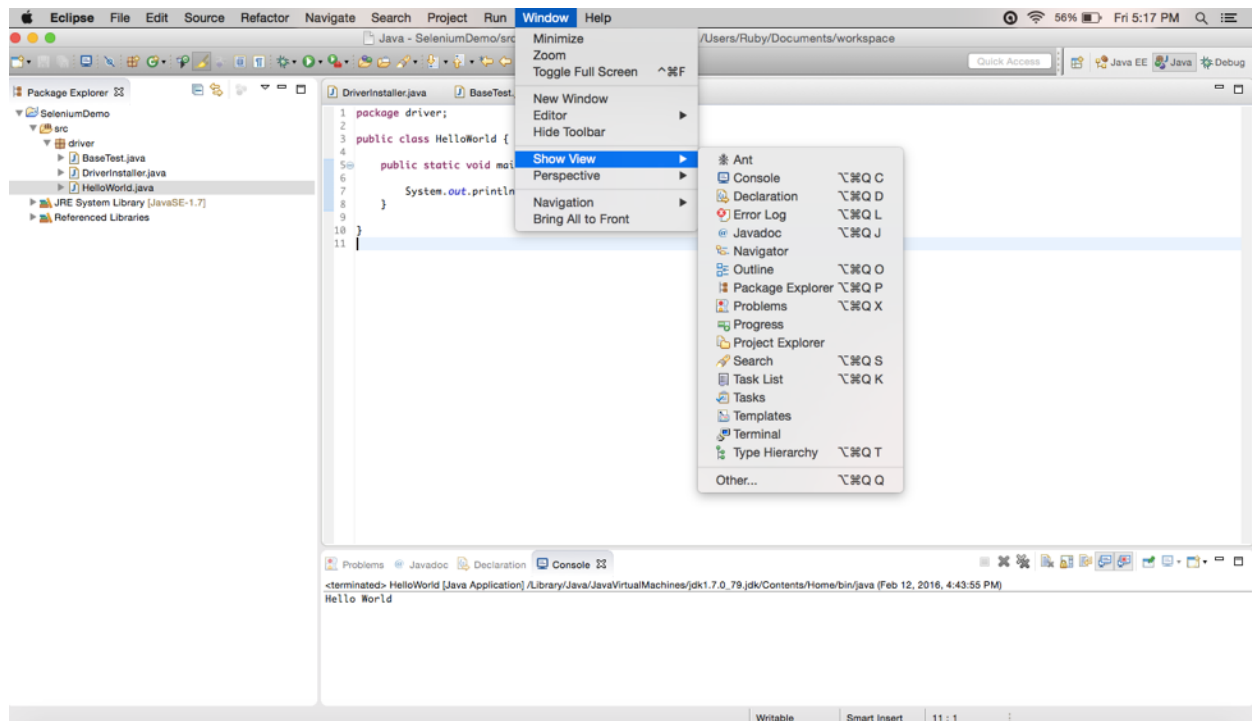 Eclipse File Edit Source Refactor Navigate Search Project Run Window Help 56% Fri 5:17 PM
Java - SeleniumDemo/src /Users/Ruby/Documents/workspace
Quick Access Java EE Java Debug
Package Explorer
SeleniumDemo
src
driver
BaseTest.java
DriverInstaller.java
HelloWorld.java
JRE System Library [JavaSE-1.7]
Referenced Libraries
DriverInstaller.java BaseTest.
1 package driver;
2
3 public class HelloWorld {
4
5 public static void mai
6
7 System.out.println
8 }
9
10 }
11
Minimize
Zoom
Toggle Full Screen ^⌘F
New Window
Editor
Hide Toolbar
Show View
Perspective
Navigation
Bring All to Front
Ant
Console ⌥⌘Q C
Declaration ⌥⌘Q D
Error Log ⌥⌘Q L
Javadoc ⌥⌘Q J
Navigator
Outline ⌥⌘Q O
Package Explorer ⌥⌘Q P
Problems ⌥⌘Q X
Progress
Project Explorer
Search ⌥⌘Q S
Task List ⌥⌘Q K
Tasks
Templates
Terminal
Type Hierarchy ⌥⌘Q T
Other... ⌥⌘Q Q
Problems Javadoc Declaration Console
<terminated> HelloWorld [Java Application] /Library/Java/JavaVirtualMachines/jdk1.7.0_79.jdk/Contents/Home/bin/java (Feb 12, 2016, 4:43:55 PM)
Hello World
Writable Smart Insert 11 : 1